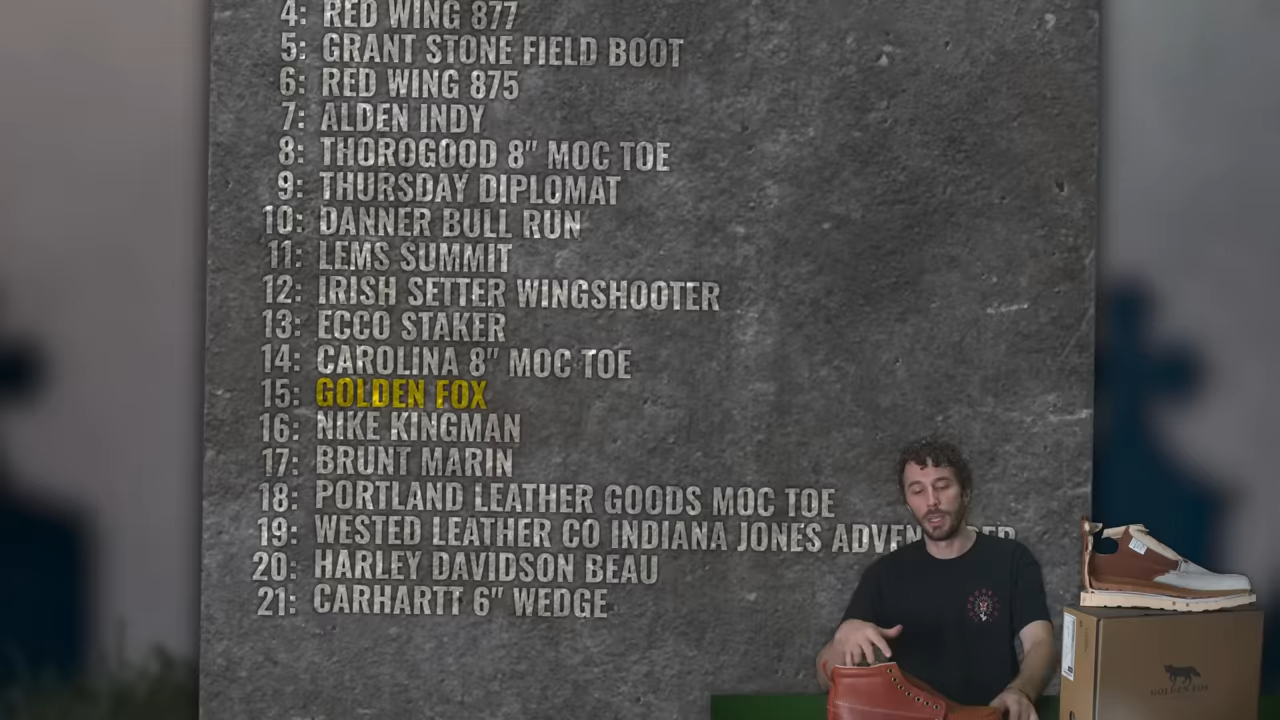 4: RED WING 877
5: GRANT STONE FIELD BOOT
6: RED WING 875
7: ALDEN INDY
8: THOROGOOD 8" MOC TOE
9: THURSDAY DIPLOMAT
10: DANNER BULL RUN
11: LEMS SUMMIT
12: IRISH SETTER WINGSHOOTER
13: ECCO STAKER
14: CAROLINA 8" MOC TOE
15: GOLDEN FOX
16: NIKE KINGMAN
17: BRUNT MARIN
18: PORTLAND LEATHER GOODS MOC TOE
19: WESTED LEATHER CO INDIANA JONES
20: HARLEY DAVIDSON BEAU
21: CARHARTT 6" WEDGE
GOLDEN FOX